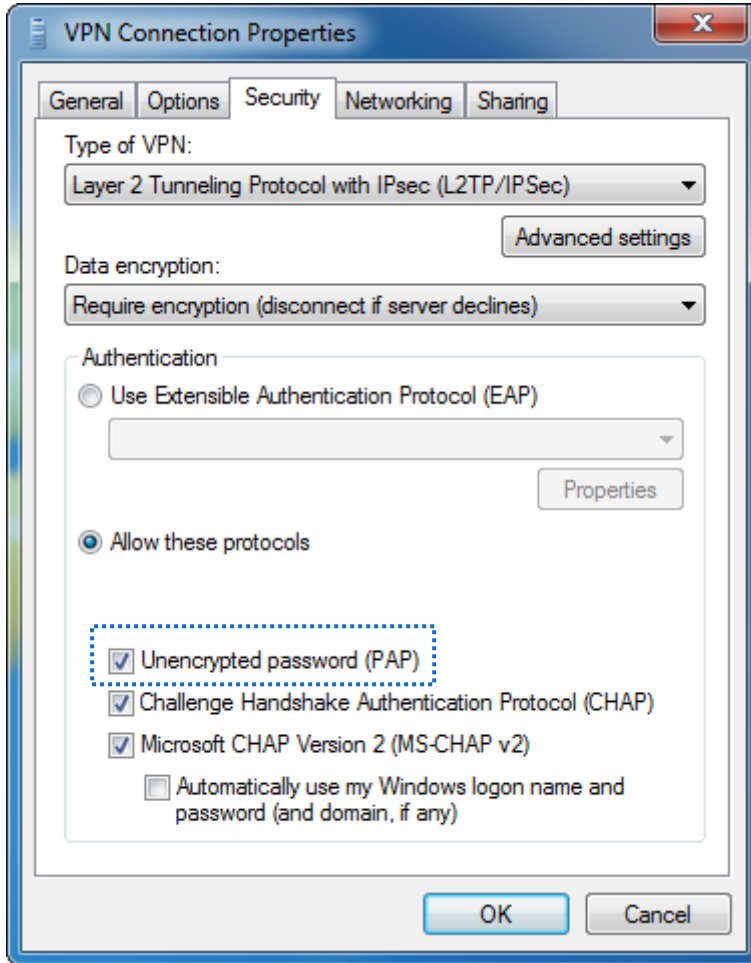 VPN Connection Properties
General Options Security Networking Sharing
Type of VPN:
Layer 2 Tunneling Protocol with IPsec (L2TP/IPSec)
Advanced settings
Data encryption:
Require encryption (disconnect if server declines)
Authentication
Use Extensible Authentication Protocol (EAP)
Properties
Allow these protocols
Unencrypted password (PAP)
Challenge Handshake Authentication Protocol (CHAP)
Microsoft CHAP Version 2 (MS-CHAP v2)
Automatically use my Windows logon name and
password (and domain, if any)
OK Cancel